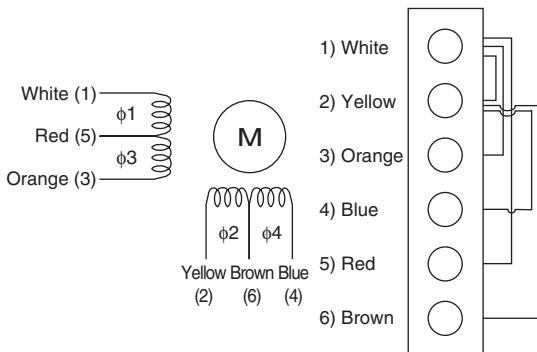 White (1)
ϕ1
Red (5)
ϕ3
Orange (3)
M
ϕ2
ϕ4
Yellow Brown Blue
(2) (6) (4)
1) White
2) Yellow
3) Orange
4) Blue
5) Red
6) Brown